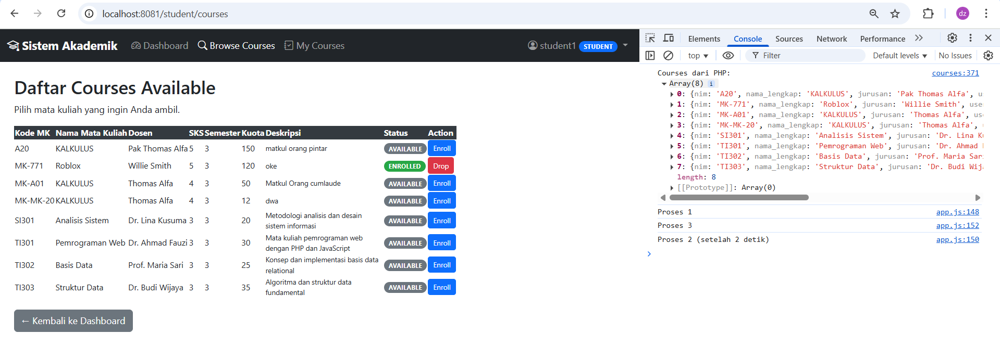 localhost:8081/student/courses
dz
Sistem Akademik Dashboard Browse Courses My Courses student1 STUDENT
Daftar Courses Available
Pilih mata kuliah yang ingin Anda ambil.
Kode MK Nama Mata Kuliah Dosen SKS Semester Kuota Deskripsi Status Action
A20 KALKULUS Pak Thomas Alfa 5 3 150 matkul orang pintar AVAILABLE Enroll
MK-771 Roblox Willie Smith 5 3 120 oke ENROLLED Drop
MK-A01 KALKULUS Thomas Alfa 4 3 50 Matkul Orang cumlaude AVAILABLE Enroll
MK-MK-20 KALKULUS Thomas Alfa 4 3 12 dwa AVAILABLE Enroll
SI301 Analisis Sistem Dr. Lina Kusuma 3 3 20 Metodologi analisis dan desain
sistem informasi AVAILABLE Enroll
TI301 Pemrograman Web Dr. Ahmad Fauzi 3 3 30 Mata kuliah pemrograman web
dengan PHP dan JavaScript AVAILABLE Enroll
TI302 Basis Data Prof. Maria Sari 3 3 25 Konsep dan implementasi basis data
relational AVAILABLE Enroll
TI303 Struktur Data Dr. Budi Wijaya 3 3 35 Algoritma dan struktur data
fundamental AVAILABLE Enroll
← Kembali ke Dashboard
Elements Console Sources Network Performance
top Filter Default levels No Issues
Courses dari PHP: courses:371
Array(8) i
0: {nim: 'A20', nama_lengkap: 'KALKULUS', jurusan: 'Pak Thomas Alfa', u
1: {nim: 'MK-771', nama_lengkap: 'Roblox', jurusan: 'Willie Smith', use
2: {nim: 'MK-A01', nama_lengkap: 'KALKULUS', jurusan: 'Thomas Alfa', us
3: {nim: 'MK-MK-20', nama_lengkap: 'KALKULUS', jurusan: 'Thomas Alfa',
4: {nim: 'SI301', nama_lengkap: 'Analisis Sistem', jurusan: 'Dr. Lina K
5: {nim: 'TI301', nama_lengkap: 'Pemrograman Web', jurusan: 'Dr. Ahmad
6: {nim: 'TI302', nama_lengkap: 'Basis Data', jurusan: 'Prof. Maria Sar
7: {nim: 'TI303', nama_lengkap: 'Struktur Data', jurusan: 'Dr. Budi Wij
length: 8
[[Prototype]]: Array(0)
Proses 1 app.js:148
Proses 3 app.js:152
Proses 2 (setelah 2 detik) app.js:150